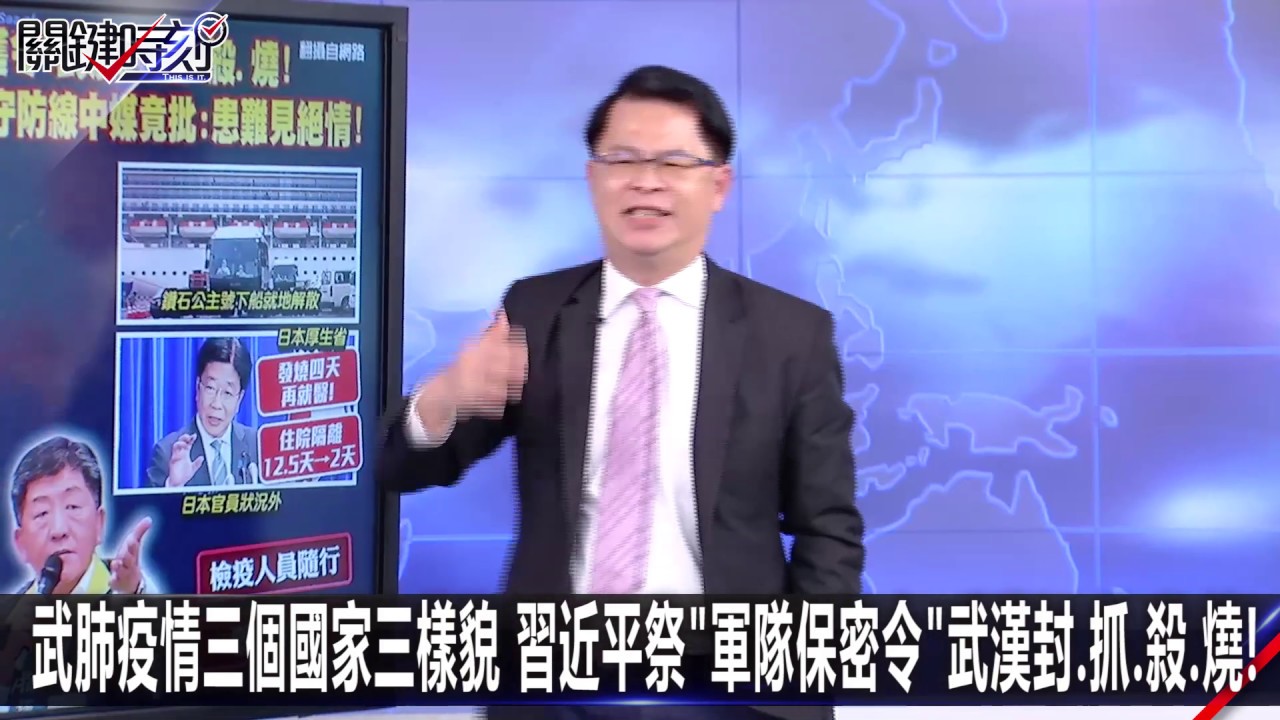 關鍵時刻
THIS IS IT
翻攝自網路
殺.燒!
守防線中媒竟批:患難見絕情!
鑽石公主號下船就地解散
日本厚生省
發燒四天
再就醫!
住院隔離
12.5天→2天
日本官員狀況外
檢疫人員隨行
武肺疫情三個國家三樣貌 習近平祭"軍隊保密令"武漢封.抓.殺.燒!